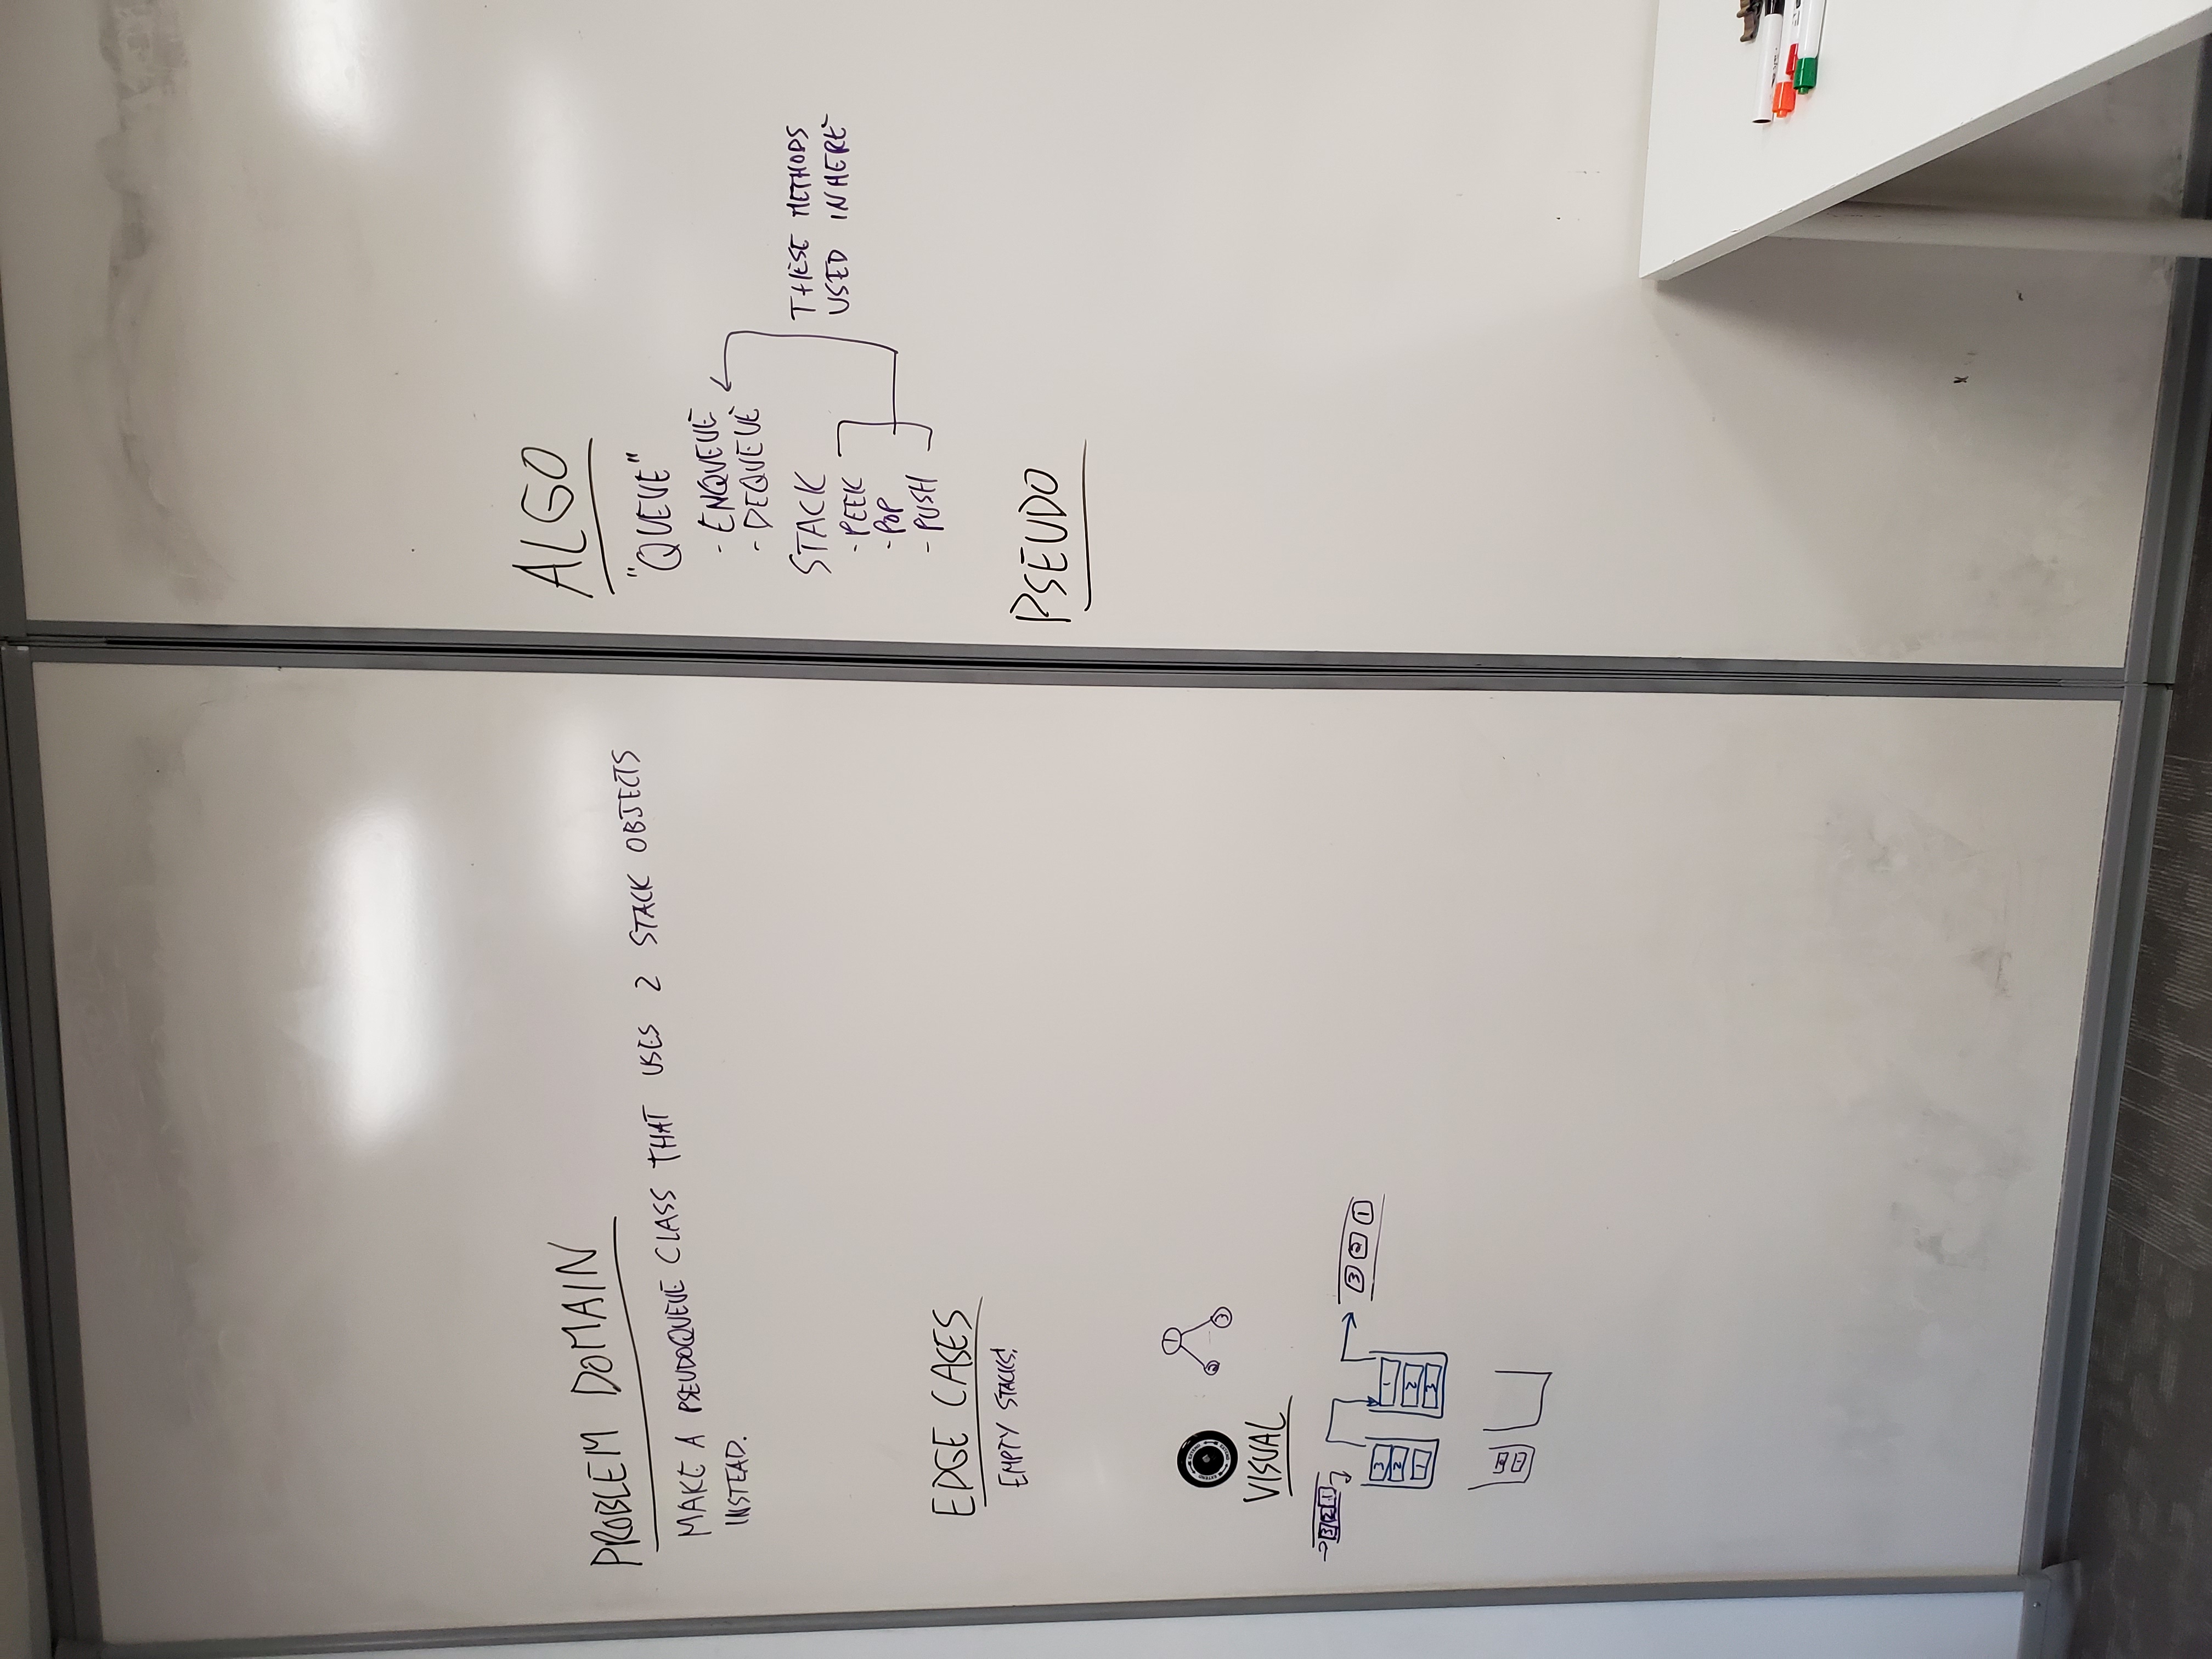 PROBLEM DOMAIN
MAKE A PSEUDOQUEUE CLASS THAT USES 2 STACK OBJECTS
INSTEAD.
EDGE CASES
EMPTY STACKS!
1
2 3
VISUAL
3 2 1
3 2 1
3 1
2 2
1 3
2
1
ALGO
"QUEUE"
- ENQUEUE
- DEQUEUE
STACK
- PEEK
- POP
- PUSH
THESE METHODS
USED IN HERE
PSEUDO